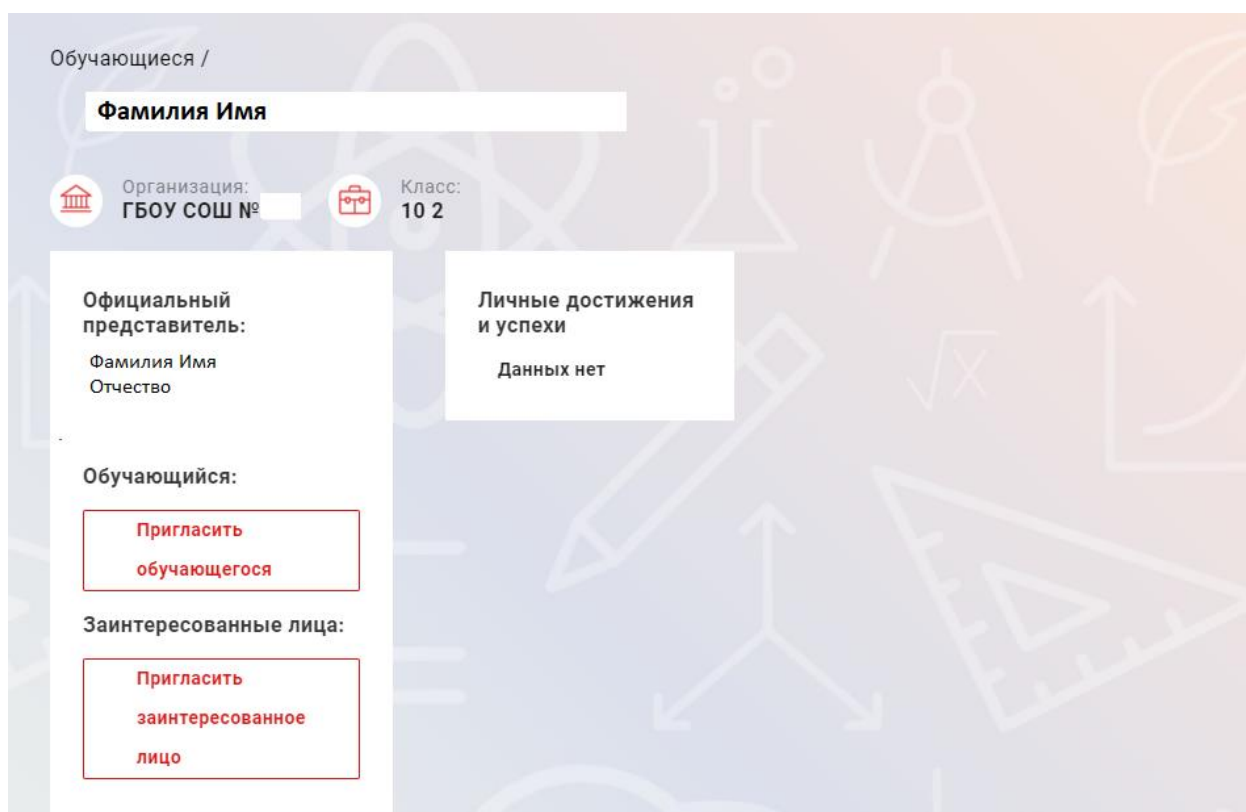 Обучающиеся /
Фамилия Имя
Организация:
ГБОУ СОШ №
Класс:
10 2
Официальный
представитель:
Фамилия Имя
Отчество
Личные достижения
и успехи
Данных нет
Обучающийся:
Пригласить
обучающегося
Заинтересованные лица:
Пригласить
заинтересованное
лицо